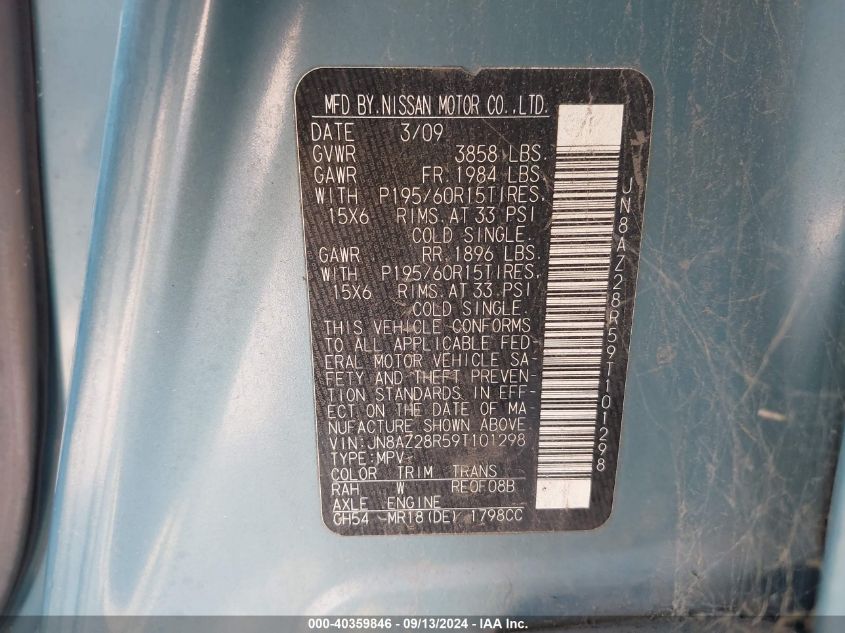 MFD BY.NISSAN MOTOR CO.,LTD.
DATE 3/09
GVWR 3858 LBS.
GAWR FR. 1984 LBS.
WITH P195/60R15TIRES,
15X6 RIMS. AT 33 PSI
COLD SINGLE.
GAWR RR. 1896 LBS.
WITH P195/60R15TIRES,
15X6 RIMS. AT 33 PSI
COLD SINGLE.
THIS VEHICLE CONFORMS
TO ALL APPLICABLE FED-
ERAL MOTOR VEHICLE SA-
FETY AND THEFT PREVEN-
TION STANDARDS IN EFF-
ECT ON THE DATE OF MA-
NUFACTURE SHOWN ABOVE.
VIN:JN8AZ28R59T101298
TYPE:MPV
COLOR TRIM TRANS
RAH W RE0F08B
AXLE ENGINE
GH54 MR18(DE) 1798CC
JN8AZ28R59T101298
000-40359846 - 09/13/2024 - IAAI.com